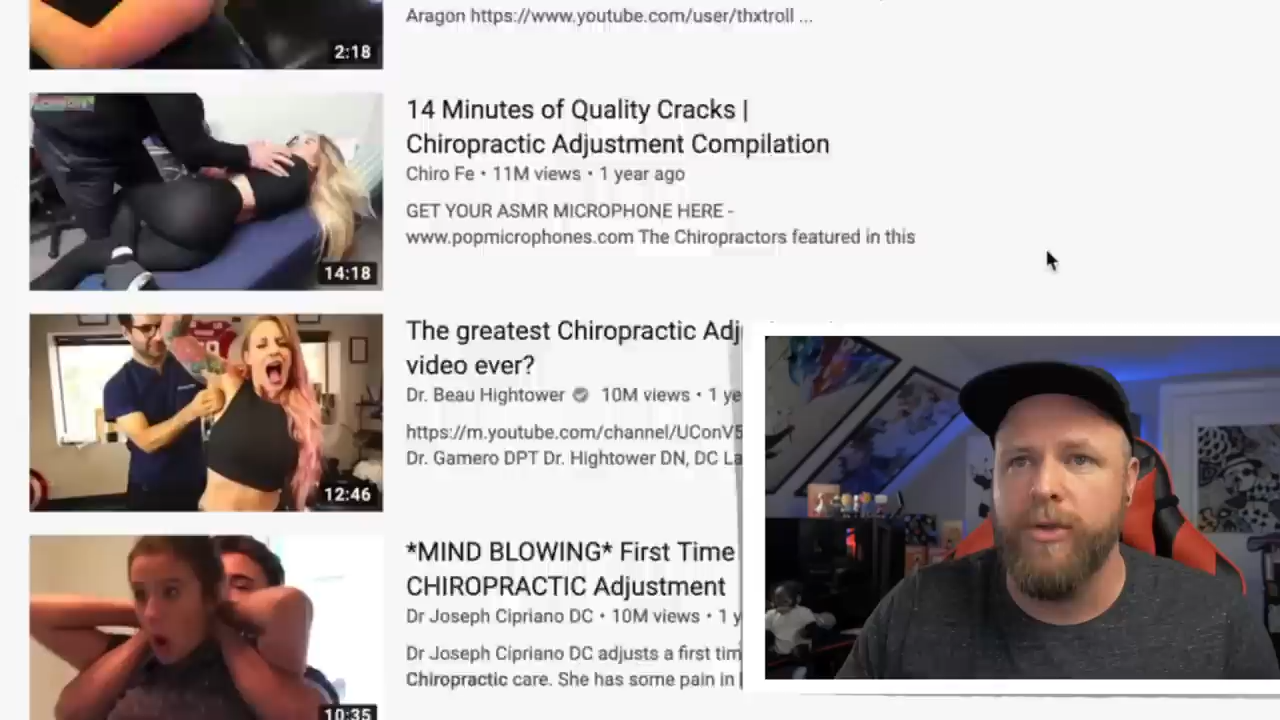 Aragon https://www.youtube.com/user/thxtroll ...
2:18
14 Minutes of Quality Cracks |
Chiropractic Adjustment Compilation
Chiro Fe • 11M views • 1 year ago
GET YOUR ASMR MICROPHONE HERE -
www.popmicrophones.com The Chiropractors featured in this
14:18
The greatest Chiropractic Adj
video ever?
Dr. Beau Hightower 10M views • 1 ye
https://m.youtube.com/channel/UConV5
Dr. Gamero DPT Dr. Hightower DN, DC La
12:46
*MIND BLOWING* First Time
CHIROPRACTIC Adjustment
Dr Joseph Cipriano DC • 10M views • 1 y
Dr Joseph Cipriano DC adjusts a first tim
Chiropractic care. She has some pain in
10:35